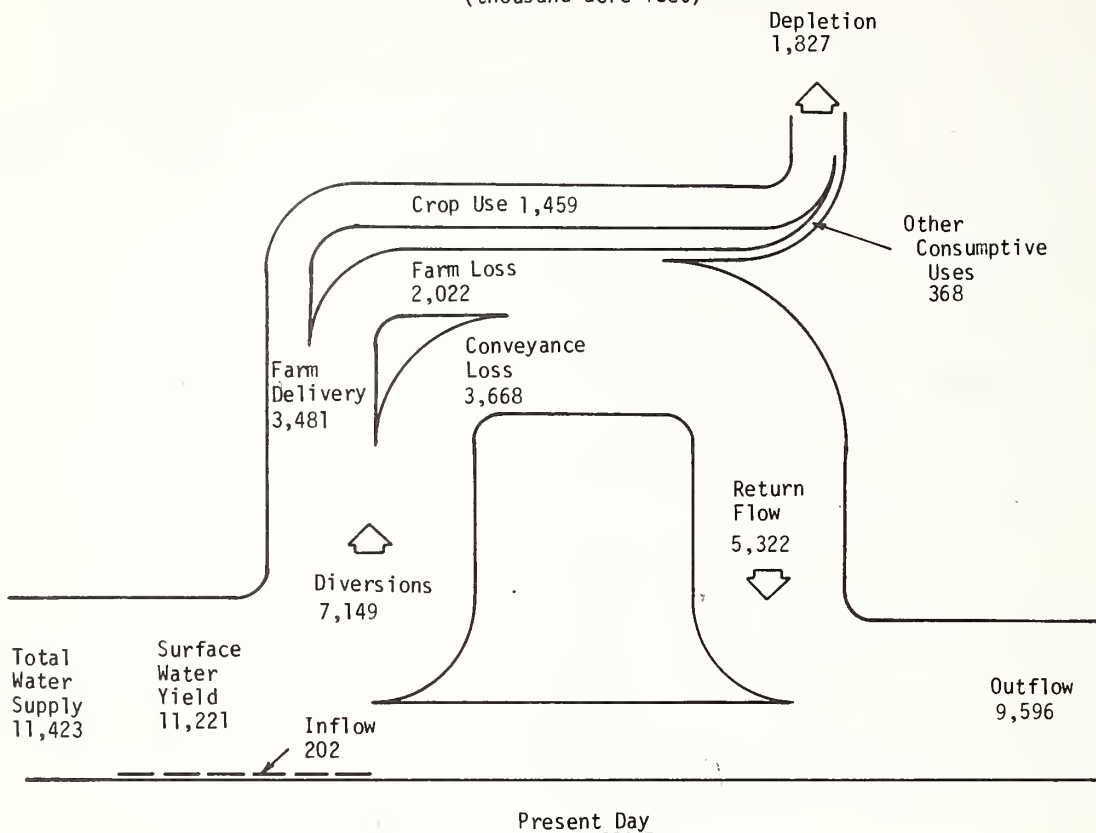 (thousand acre feet)
Depletion
1,827
Crop Use 1,459
Other
Consumptive
Uses
368
Farm Loss
2,022
Conveyance
Loss
3,668
Farm
Delivery
3,481
Return
Flow
5,322
Diversions
7,149
Total
Water
Supply
11,423
Surface
Water
Yield
11,221
Inflow
202
Outflow
9,596
Present Day